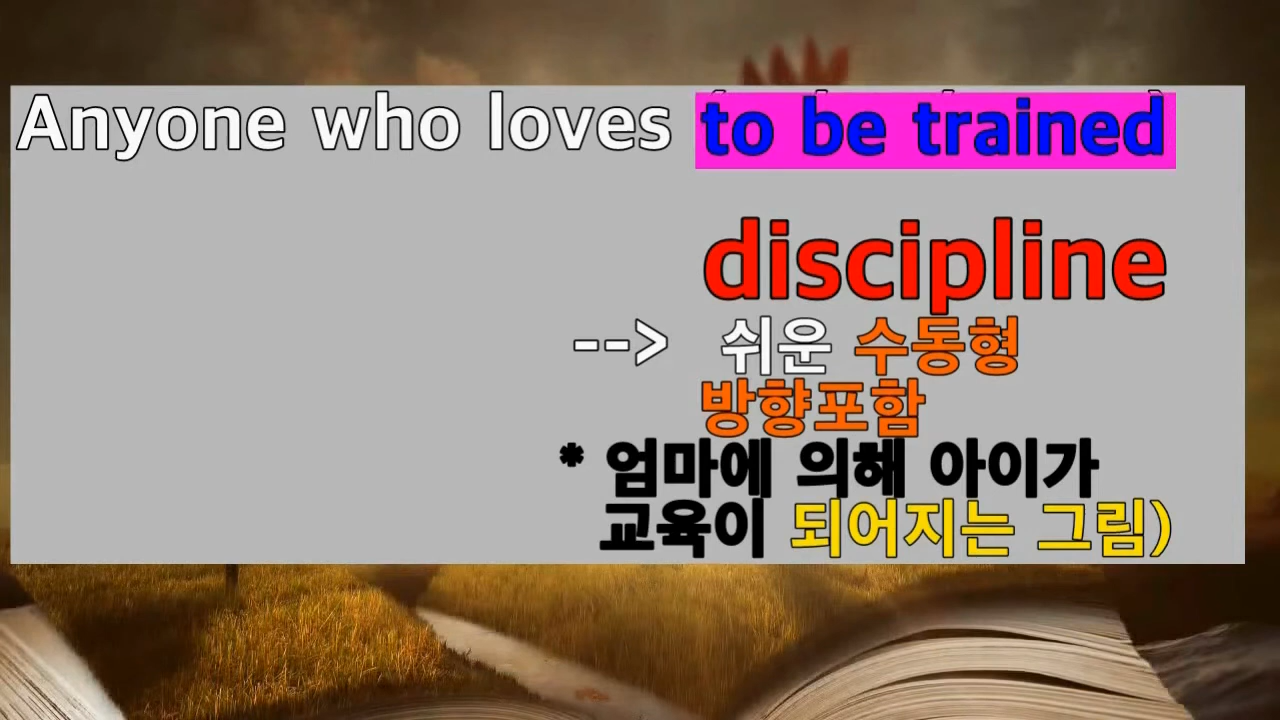 Anyone who loves to be trained
discipline
--> 쉬운 수동형
방향포함
* 엄마에 의해 아이가
교육이 되어지는 그림)